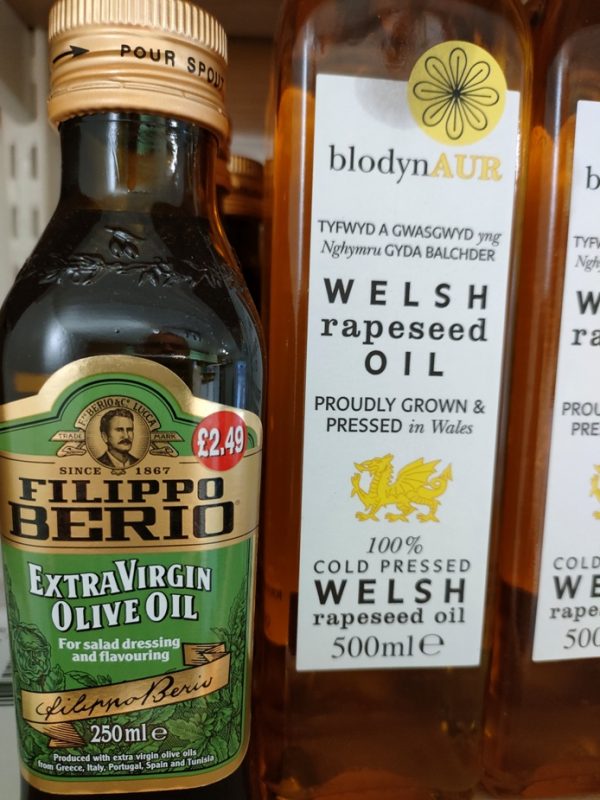 POUR SPOUT
F. BERIO & Co. LUCCA
TRADE MARK
£2.49
SINCE 1867
FILIPPO
BERIO
EXTRA VIRGIN
OLIVE OIL
For salad dressing
and flavouring
Filippo Berio
250 ml e
Produced with extra virgin olive oils
from Greece, Italy, Portugal, Spain and Tunisia
blodynAUR
TYFWYD A GWASGWYD yng
Nghymru GYDA BALCHDER
WELSH
rapeseed
OIL
PROUDLY GROWN &
PRESSED in Wales
100%
COLD PRESSED
WELSH
rapeseed oil
500ml e